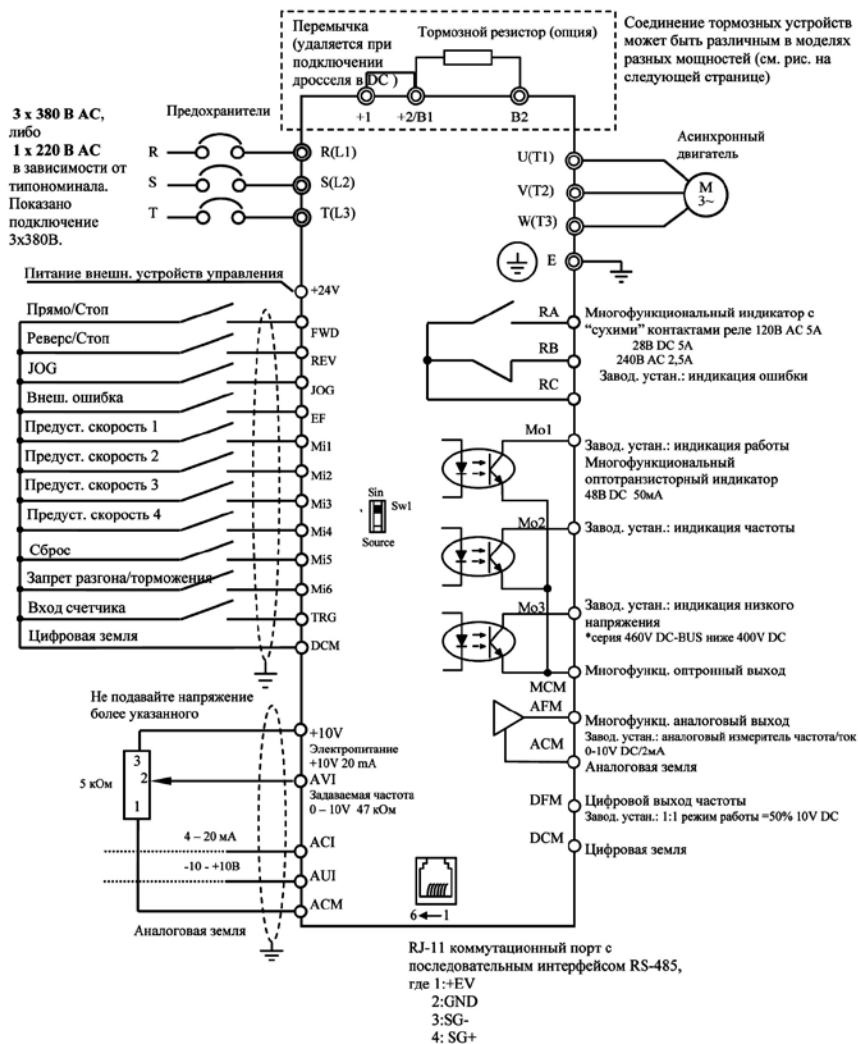 Перемычка
(удаляется при
подключении
дросселя в DC )
Тормозной резистор (опция)
Соединение тормозных устройств
может быть различным в моделях
разных мощностей (см. рис. на
следующей странице)
+1
+2/B1
B2
3 x 380 В AC,
либо
1 x 220 В AC
в зависимости от
типономинала.
Показано
подключение
3x380В.
Предохранители
R
R(L1)
S
S(L2)
T
T(L3)
Асинхронный
двигатель
U(T1)
V(T2)
W(T3)
M
3~
E
Питание внешн. устройств управления
+24V
Прямо/Стоп
FWD
Реверс/Стоп
REV
JOG
JOG
Внеш. ошибка
EF
Предуст. скорость 1
Mi1
Предуст. скорость 2
Mi2
Предуст. скорость 3
Mi3
Предуст. скорость 4
Mi4
Сброс
Mi5
Запрет разгона/торможения
Mi6
Вход счетчика
TRG
Цифровая земля
DCM
Sin
Sw1
Source
RA
RB
RC
Многофункциональный индикатор с
“сухими” контактами реле 120В AC 5A
28В DC 5A
240В AC 2,5A
Завод. устан.: индикация ошибки
Mo1
Завод. устан.: индикация работы
Многофункциональный
оптотранзисторный индикатор
48В DC 50мA
Mo2
Завод. устан.: индикация частоты
Mo3
Завод. устан.: индикация низкого
напряжения
*серия 460V DC-BUS ниже 400V DC
Многофункц. оптронный выход
MCM
AFM
Многофункц. аналоговый выход
Завод. устан.: аналоговый измеритель частота/ток
0-10V DC/2мА
ACM
Аналоговая земля
DFM
Цифровой выход частоты
Завод. устан.: 1:1 режим работы =50% 10V DC
DCM
Цифровая земля
Не подавайте напряжение
более указанного
+10V
Электропитание
+10V 20 mA
3
2
1
5 кОм
AVI
Задаваемая частота
0 – 10V 47 кОм
4 – 20 мА
ACI
-10 - +10В
AUI
ACM
Аналоговая земля
6
1
RJ-11 коммутационный порт с
последовательным интерфейсом RS-485,
где 1:+EV
2:GND
3:SG-
4: SG+